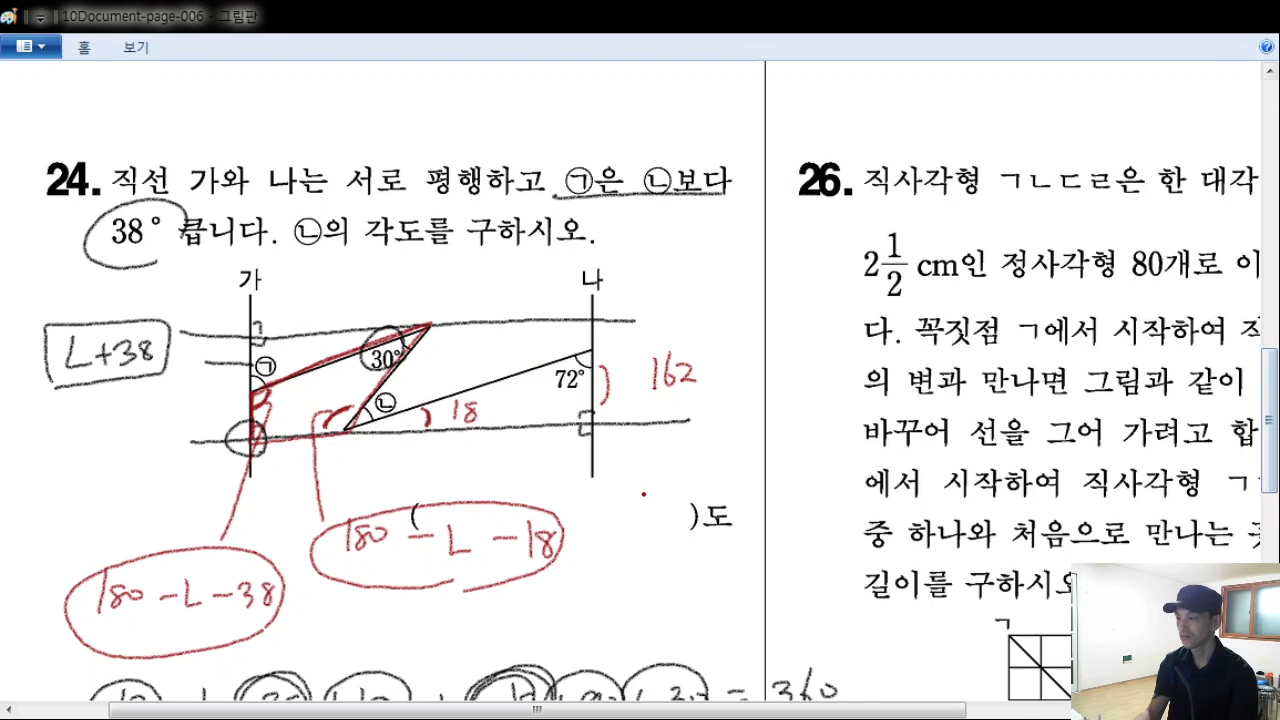 10Document-page-006 - 그림판
홈 보기
24. 직선 가와 나는 서로 평행하고 ㉠은 ㉡보다
38° 큽니다. ㉡의 각도를 구하시오.
가 나
㉠
30°
72°
㉡
ㄴ+38
162
18
( )도
180 - ㄴ - 18
180 - ㄴ - 38
= 360
26. 직사각형 ㄱㄴㄷㄹ은 한 대각
2 1/2 cm인 정사각형 80개로 이
다. 꼭짓점 ㄱ에서 시작하여 직
의 변과 만나면 그림과 같이
바꾸어 선을 그어 가려고 합
에서 시작하여 직사각형 ㄱ
중 하나와 처음으로 만나는
길이를 구하시오
ㄱ